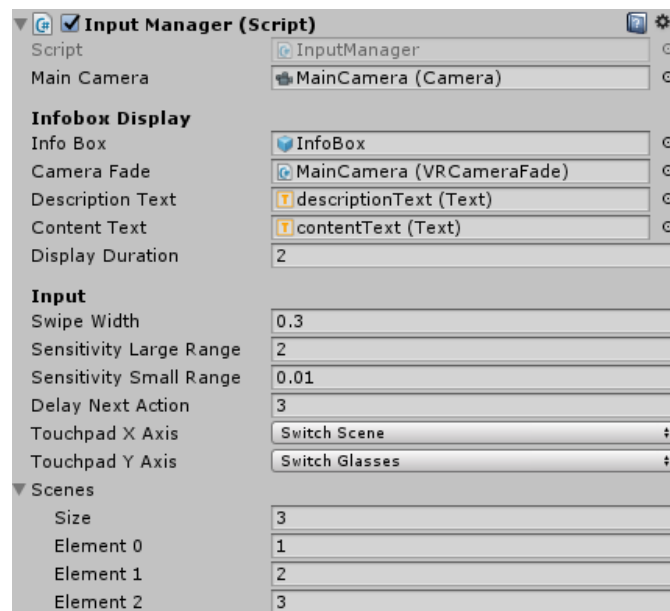 Input Manager (Script)
Script InputManager
Main Camera MainCamera (Camera)
Infobox Display
Info Box InfoBox
Camera Fade MainCamera (VRCameraFade)
Description Text descriptionText (Text)
Content Text contentText (Text)
Display Duration 2
Input
Swipe Width 0.3
Sensitivity Large Range 2
Sensitivity Small Range 0.01
Delay Next Action 3
Touchpad X Axis Switch Scene
Touchpad Y Axis Switch Glasses
Scenes
Size 3
Element 0 1
Element 1 2
Element 2 3